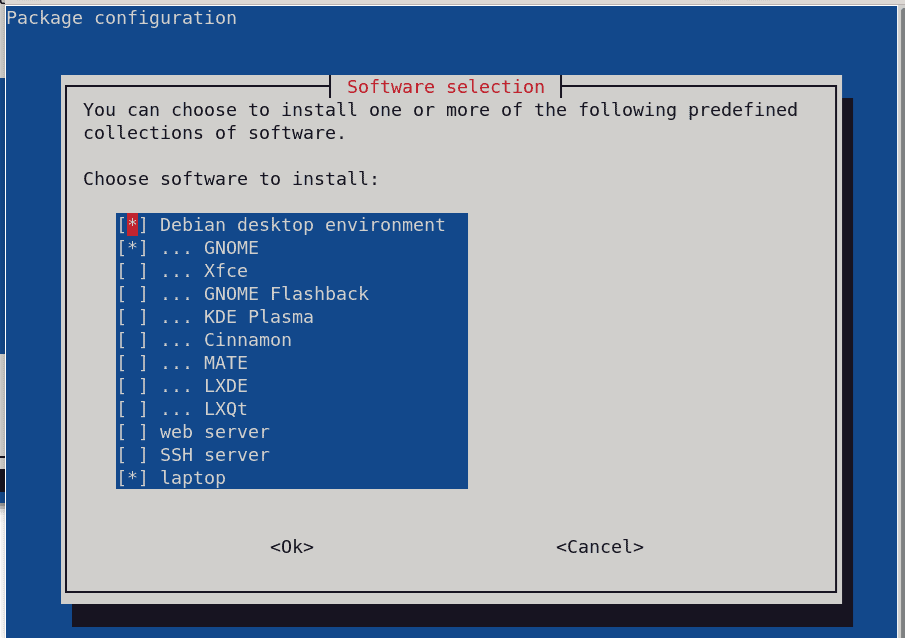 Package configuration
Software selection
You can choose to install one or more of the following predefined
collections of software.
Choose software to install:
[*] Debian desktop environment
[*] ... GNOME
[ ] ... Xfce
[ ] ... GNOME Flashback
[ ] ... KDE Plasma
[ ] ... Cinnamon
[ ] ... MATE
[ ] ... LXDE
[ ] ... LXQt
[ ] web server
[ ] SSH server
[*] laptop
<Ok> <Cancel>